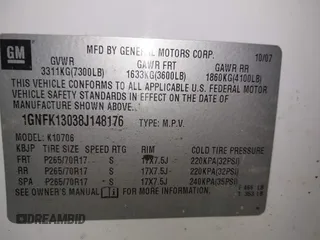 GM
MFD BY GENERAL MOTORS CORP. 10/07
GVWR GAWR FRT GAWR RR
3311KG(7300LB) 1633KG(3600LB) 1860KG(4100LB)
THIS VEHICLE CONFORMS TO ALL APPLICABLE U.S. FEDERAL MOTOR
VEHICLE SAFETY STANDARDS IN EFFECT ON THE DATE OF
MANUFACTURE SHOWN ABOVE.
1GNFK13038J148176 TYPE: M.P.V.
MODEL: K10706
KBJP TIRE SIZE SPEED RTG RIM COLD TIRE PRESSURE
FRT P265/70R17 S 17X7.5J 220KPA(32PSI)
RR P265/70R17 S 17X7.5J 220KPA(32PSI)
SPA P265/70R17 S 17X7.5J 240KPA(35PSI)
SEE OWNER'S MANUAL FOR MORE INFORMATION.
DREAMBID